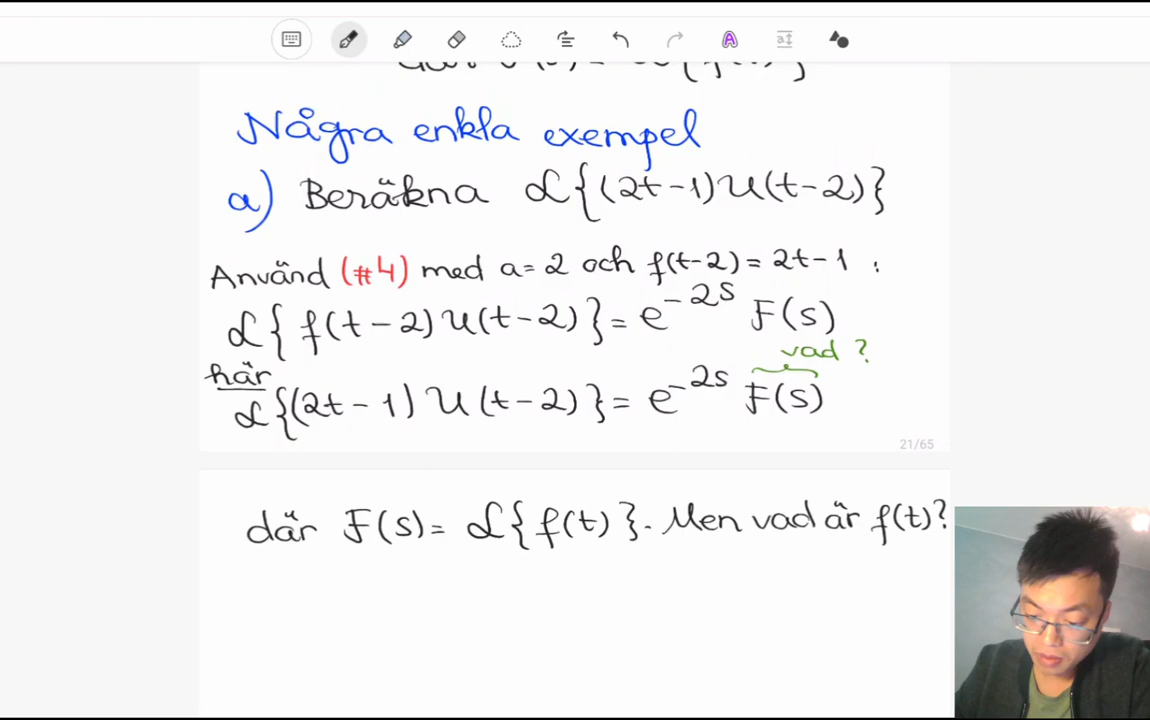 Några enkla exempel
a) Beräkna ℒ{(2t-1)U(t-2)}
Använd (#4) med a=2 och f(t-2)=2t-1 :
ℒ{f(t-2)U(t-2)}=e^-2s F(s)
vad ?
här
ℒ{(2t-1)U(t-2)}=e^-2s F(s)
21/65
där F(s)=ℒ{f(t)}. Men vad är f(t)?